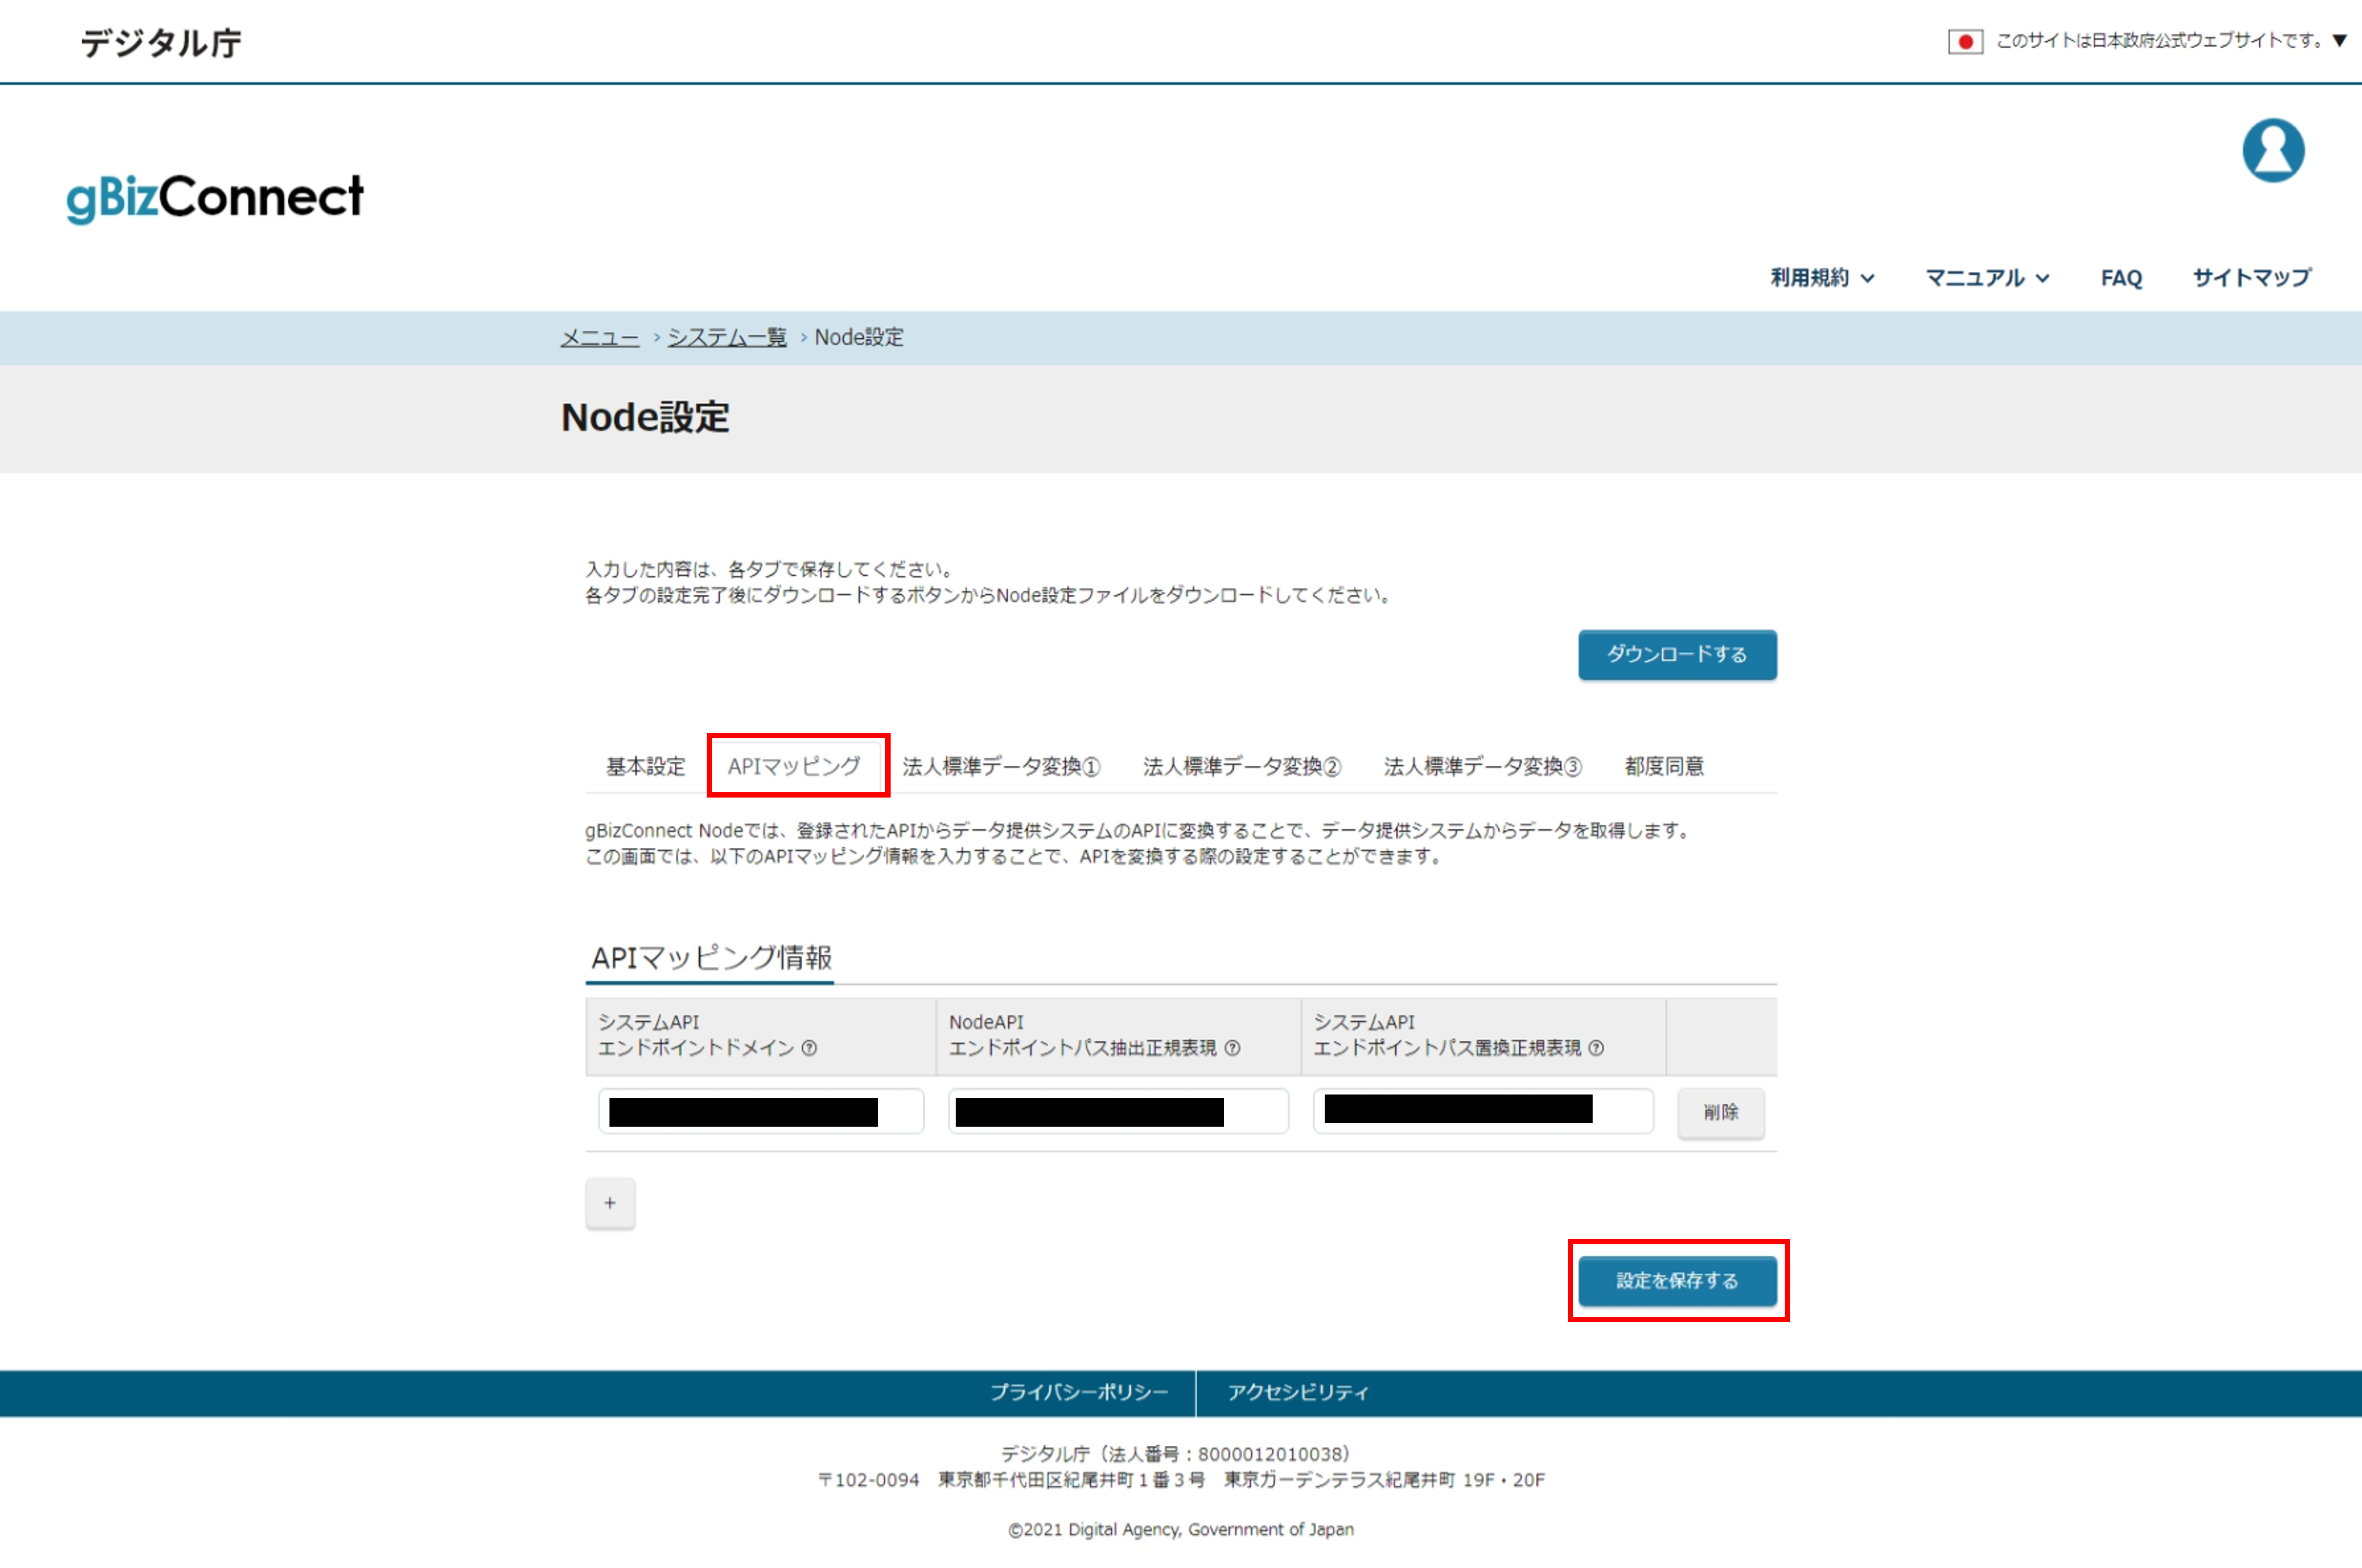 デジタル庁
このサイトは日本政府公式ウェブサイトです。▼
gBizConnect
利用規約 マニュアル FAQ サイトマップ
メニュー › システム一覧 › Node設定
Node設定
入力した内容は、各タブで保存してください。
各タブの設定完了後にダウンロードするボタンからNode設定ファイルをダウンロードしてください。
ダウンロードする
基本設定 APIマッピング 法人標準データ変換① 法人標準データ変換② 法人標準データ変換③ 都度同意
gBizConnect Nodeでは、登録されたAPIからデータ提供システムのAPIに変換することで、データ提供システムからデータを取得します。
この画面では、以下のAPIマッピング情報を入力することで、APIを変換する際の設定することができます。
APIマッピング情報
システムAPI
エンドポイントドメイン ?
NodeAPI
エンドポイントパス抽出正規表現 ?
システムAPI
エンドポイントパス置換正規表現 ?
削除
+
設定を保存する
プライバシーポリシー アクセシビリティ
デジタル庁（法人番号：8000012010038）
〒102-0094　東京都千代田区紀尾井町１番３号　東京ガーデンテラス紀尾井町 19F・20F
©2021 Digital Agency, Government of Japan